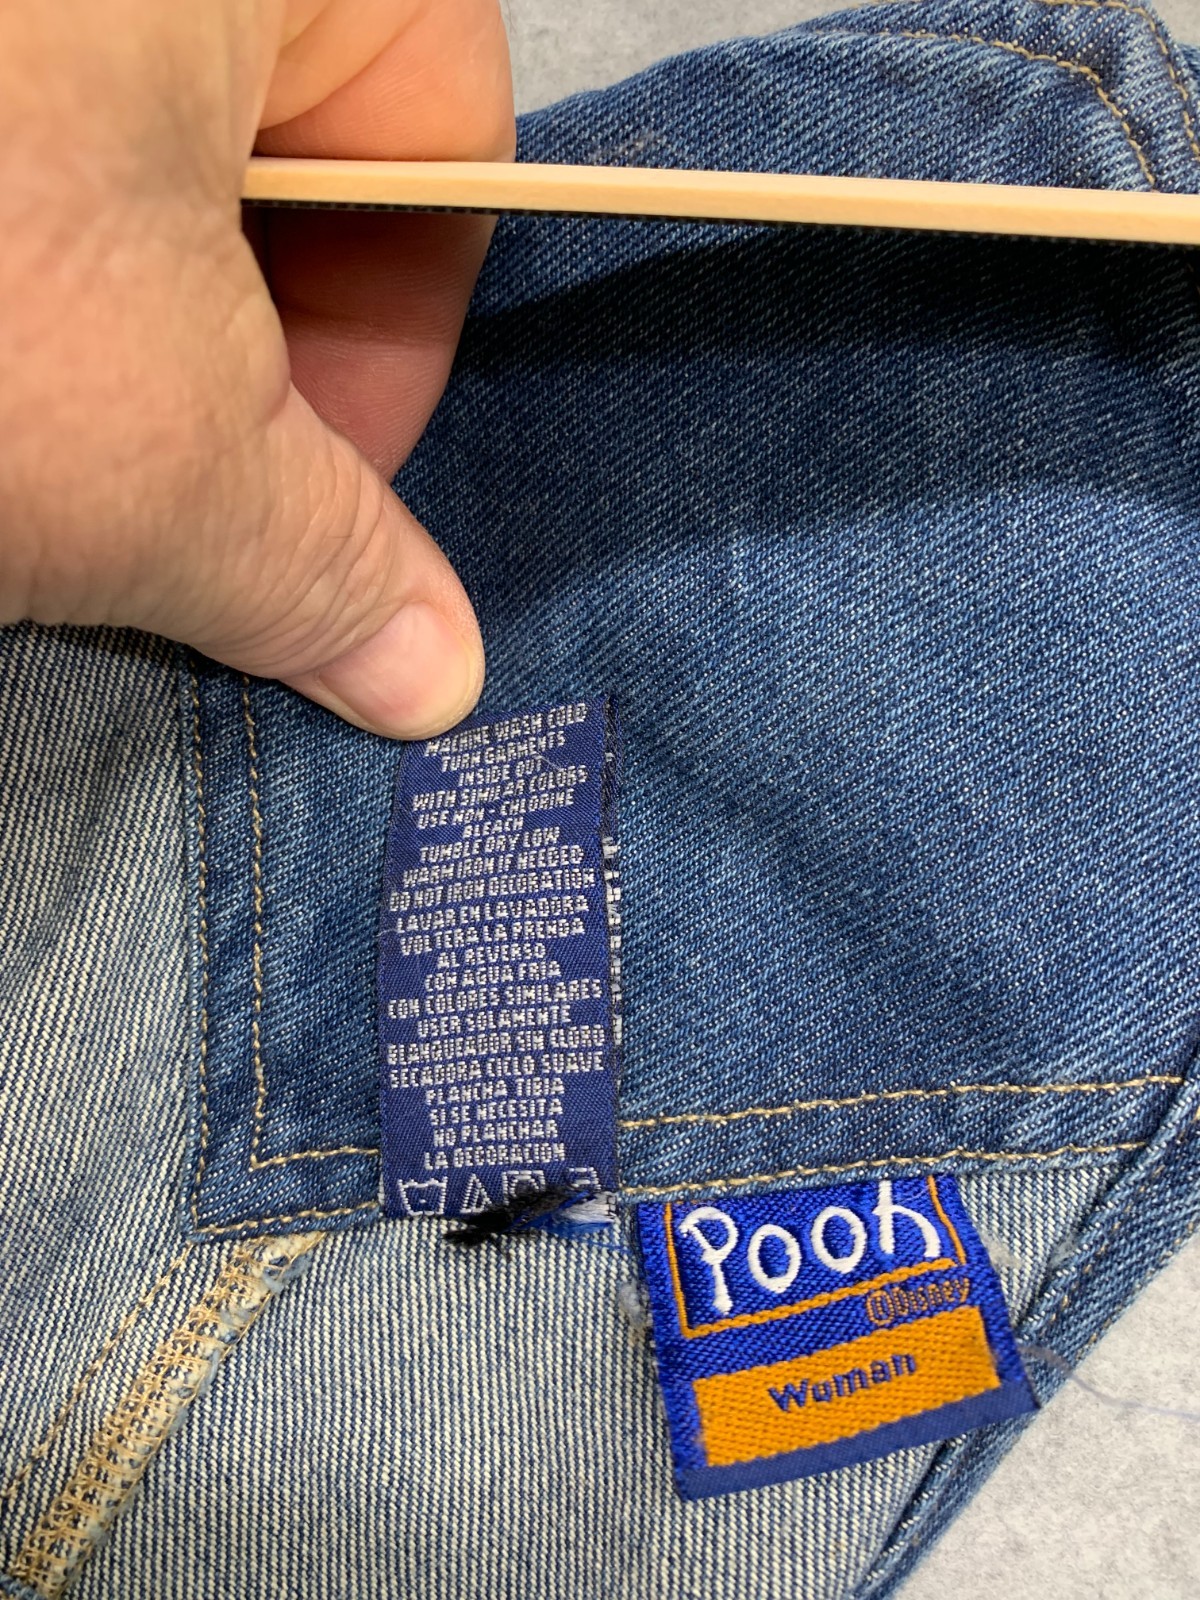 MACHINE WASH COLD
TURN GARMENTS
INSIDE OUT
WITH SIMILAR COLORS
USE NON - CHLORINE
BLEACH
TUMBLE DRY LOW
WARM IRON IF NEEDED
DO NOT IRON DECORATION
LAVAR EN LAVADORA
VOLTERA LA PRENDA
AL REVERSO
CON AGUA FRIA
CON COLORES SIMILARES
USER SOLAMENTE
BLANQUEADOR SIN CLORO
SECADORA CICLO SUAVE
PLANCHA TIBIA
SI SE NECESITA
NO PLANCHAR
LA DECORACION
Pooh
©Disney
Woman